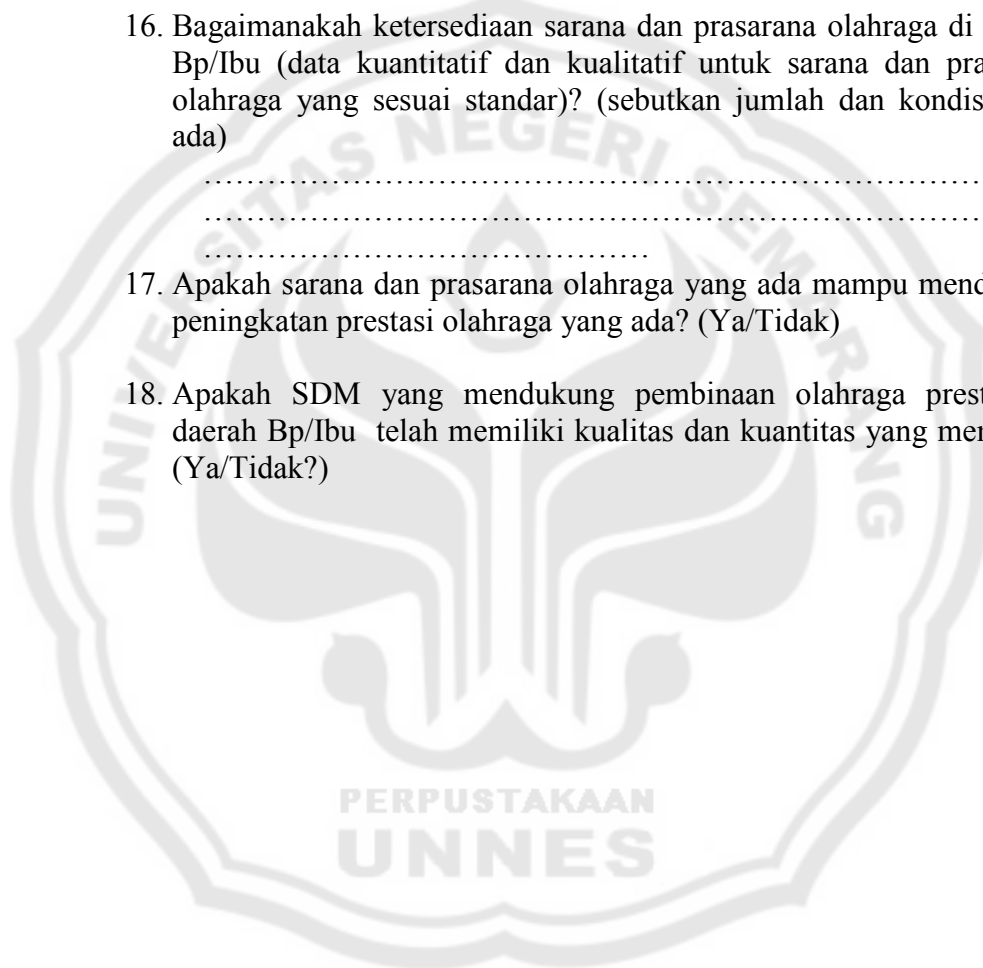 16. Bagaimanakah ketersediaan sarana dan prasarana olahraga di
Bp/Ibu (data kuantitatif dan kualitatif untuk sarana dan pra
olahraga yang sesuai standar)? (sebutkan jumlah dan kondis
ada)
……………………………………………………………………
……………………………………………………………………
……………………………………
17. Apakah sarana dan prasarana olahraga yang ada mampu mend
peningkatan prestasi olahraga yang ada? (Ya/Tidak)
18. Apakah SDM yang mendukung pembinaan olahraga prest
daerah Bp/Ibu telah memiliki kualitas dan kuantitas yang me
(Ya/Tidak?)
UNIVERSITAS NEGERI SEMARANG
PERPUSTAKAAN
UNNES